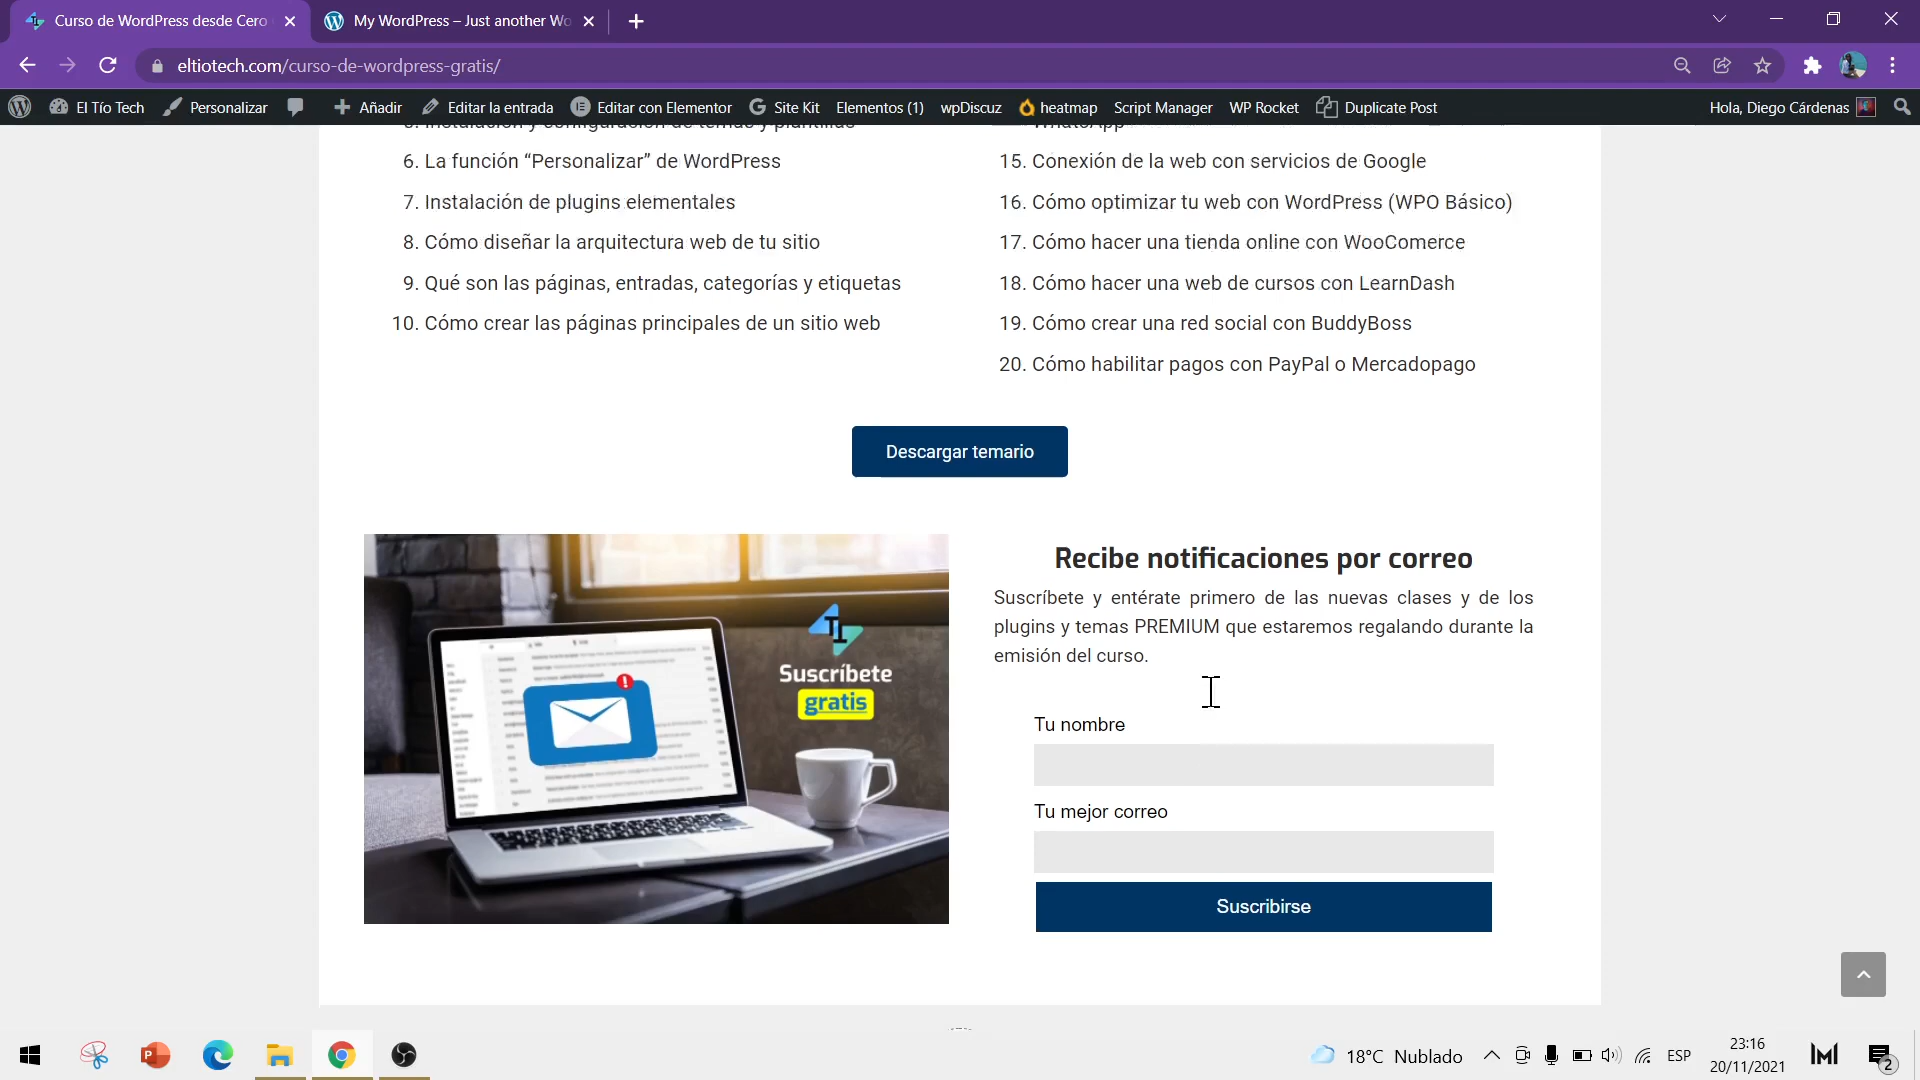 Curso de WordPress desde Cero
My WordPress – Just another Wo
eltiotech.com/curso-de-wordpress-gratis/
El Tío Tech
Personalizar
Añadir
Editar la entrada
Editar con Elementor
Site Kit
Elementos (1)
wpDiscuz
heatmap
Script Manager
WP Rocket
Duplicate Post
Hola, Diego Cárdenas
5. Instalación y configuración de temas y plantillas
6. La función “Personalizar” de WordPress
7. Instalación de plugins elementales
8. Cómo diseñar la arquitectura web de tu sitio
9. Qué son las páginas, entradas, categorías y etiquetas
10. Cómo crear las páginas principales de un sitio web
WhatsApp
15. Conexión de la web con servicios de Google
16. Cómo optimizar tu web con WordPress (WPO Básico)
17. Cómo hacer una tienda online con WooComerce
18. Cómo hacer una web de cursos con LearnDash
19. Cómo crear una red social con BuddyBoss
20. Cómo habilitar pagos con PayPal o Mercadopago
Descargar temario
Suscríbete
gratis
Recibe notificaciones por correo
Suscríbete y entérate primero de las nuevas clases y de los
plugins y temas PREMIUM que estaremos regalando durante la
emisión del curso.
Tu nombre
Tu mejor correo
Suscribirse
18°C Nublado
ESP
23:16
20/11/2021
2